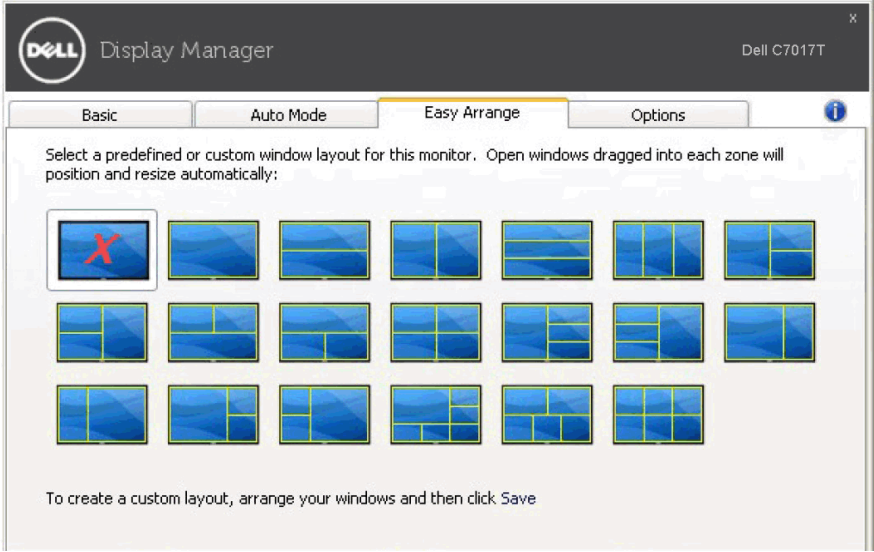 x
DELL
Display Manager
Dell C7017T
Basic
Auto Mode
Easy Arrange
Options
i
Select a predefined or custom window layout for this monitor. Open windows dragged into each zone will
position and resize automatically:
X
To create a custom layout, arrange your windows and then click Save